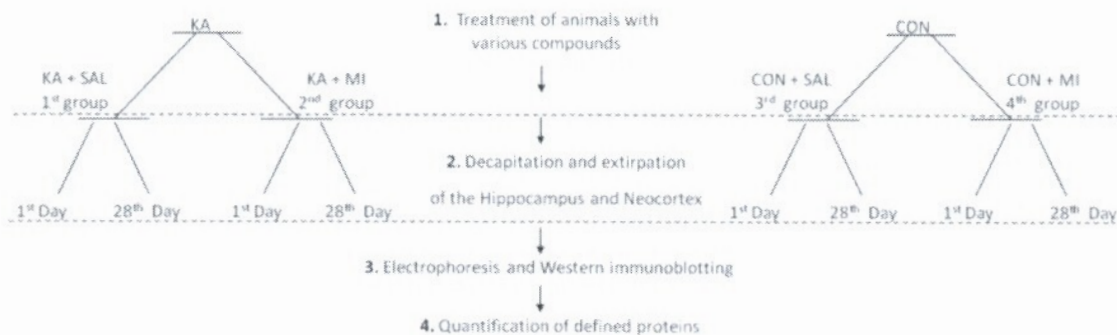 KA
KA + SAL
1st group
KA + MI
2nd group
1st Day
28th Day
1st Day
28th Day
1. Treatment of animals with
various compounds
2. Decapitation and extirpation
of the Hippocampus and Neocortex
3. Electrophoresis and Western immunoblotting
4. Quantification of defined proteins
CON
CON + SAL
3rd group
CON + MI
4th group
1st Day
28th Day
1st Day
28th Day